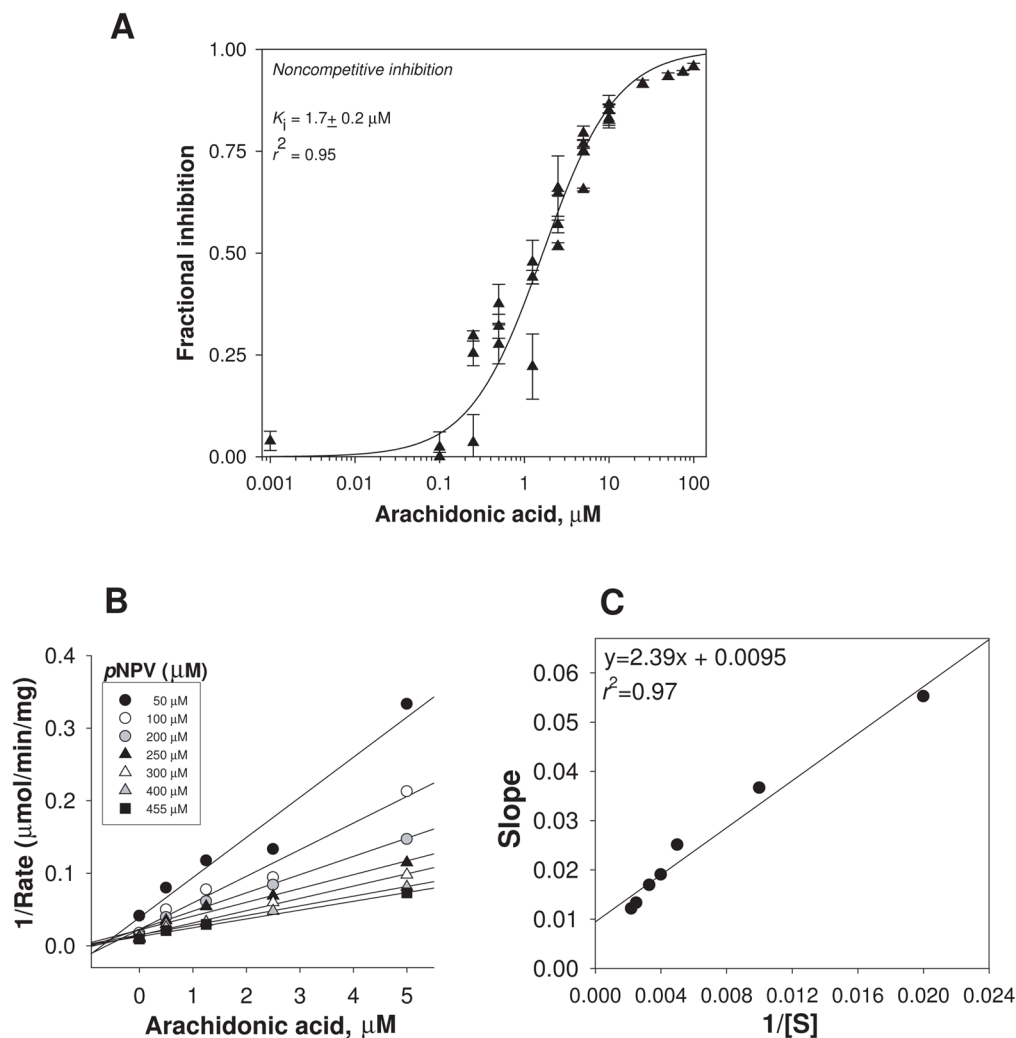 A
Noncompetitive inhibition
Ki = 1.7± 0.2 μM
r2 = 0.95
Fractional inhibition
1.00
0.75
0.50
0.25
0.00
0.001 0.01 0.1 1 10 100
Arachidonic acid, μM
B
pNPV (μM)
50 μM
100 μM
200 μM
250 μM
300 μM
400 μM
455 μM
1/Rate (μmol/min/mg)
0.4
0.3
0.2
0.1
0.0
0 1 2 3 4 5
Arachidonic acid, μM
C
y=2.39x + 0.0095
r2=0.97
Slope
0.06
0.05
0.04
0.03
0.02
0.01
0.00
0.000 0.004 0.008 0.012 0.016 0.020 0.024
1/[S]